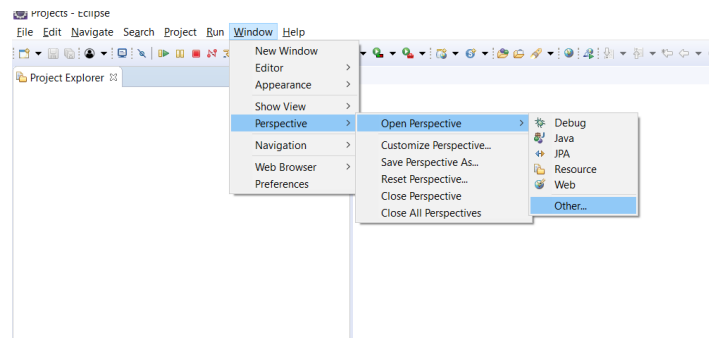 Projects - Eclipse
File Edit Navigate Search Project Run Window Help
Project Explorer
New Window
Editor
Appearance
Show View
Perspective
Navigation
Web Browser
Preferences
Open Perspective
Customize Perspective...
Save Perspective As...
Reset Perspective...
Close Perspective
Close All Perspectives
Debug
Java
JPA
Resource
Web
Other...